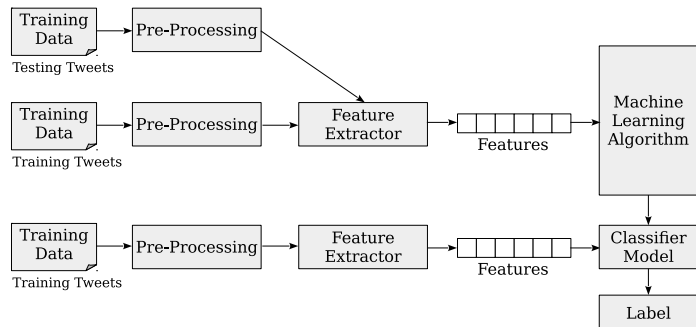 Training
Data
Testing Tweets
Pre-Processing
Training
Data
Training Tweets
Pre-Processing
Feature
Extractor
Features
Machine
Learning
Algorithm
Training
Data
Training Tweets
Pre-Processing
Feature
Extractor
Features
Classifier
Model
Label